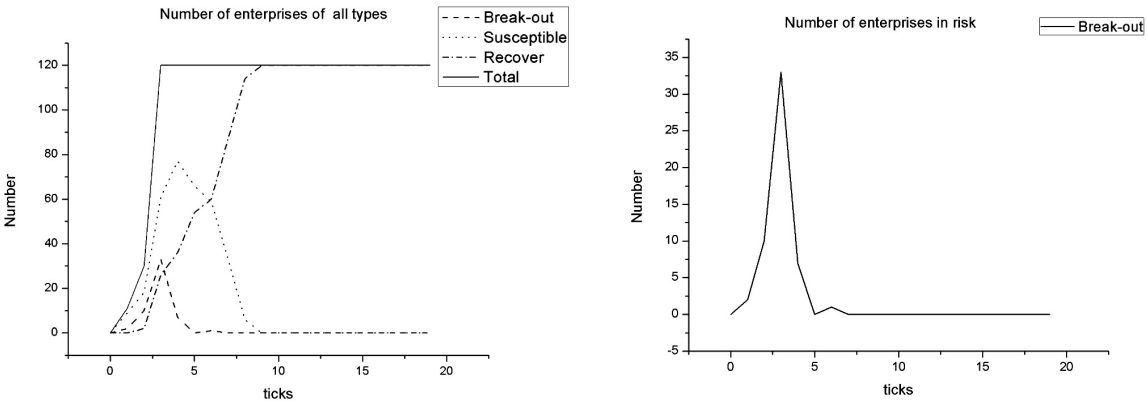 Number of enterprises of all types
Break-out
Susceptible
Recover
Total
120
100
80
60
40
20
0
Number
0 5 10 15 20
ticks
Number of enterprises in risk
Break-out
35
30
25
20
15
10
5
0
-5
Number
0 5 10 15 20
ticks